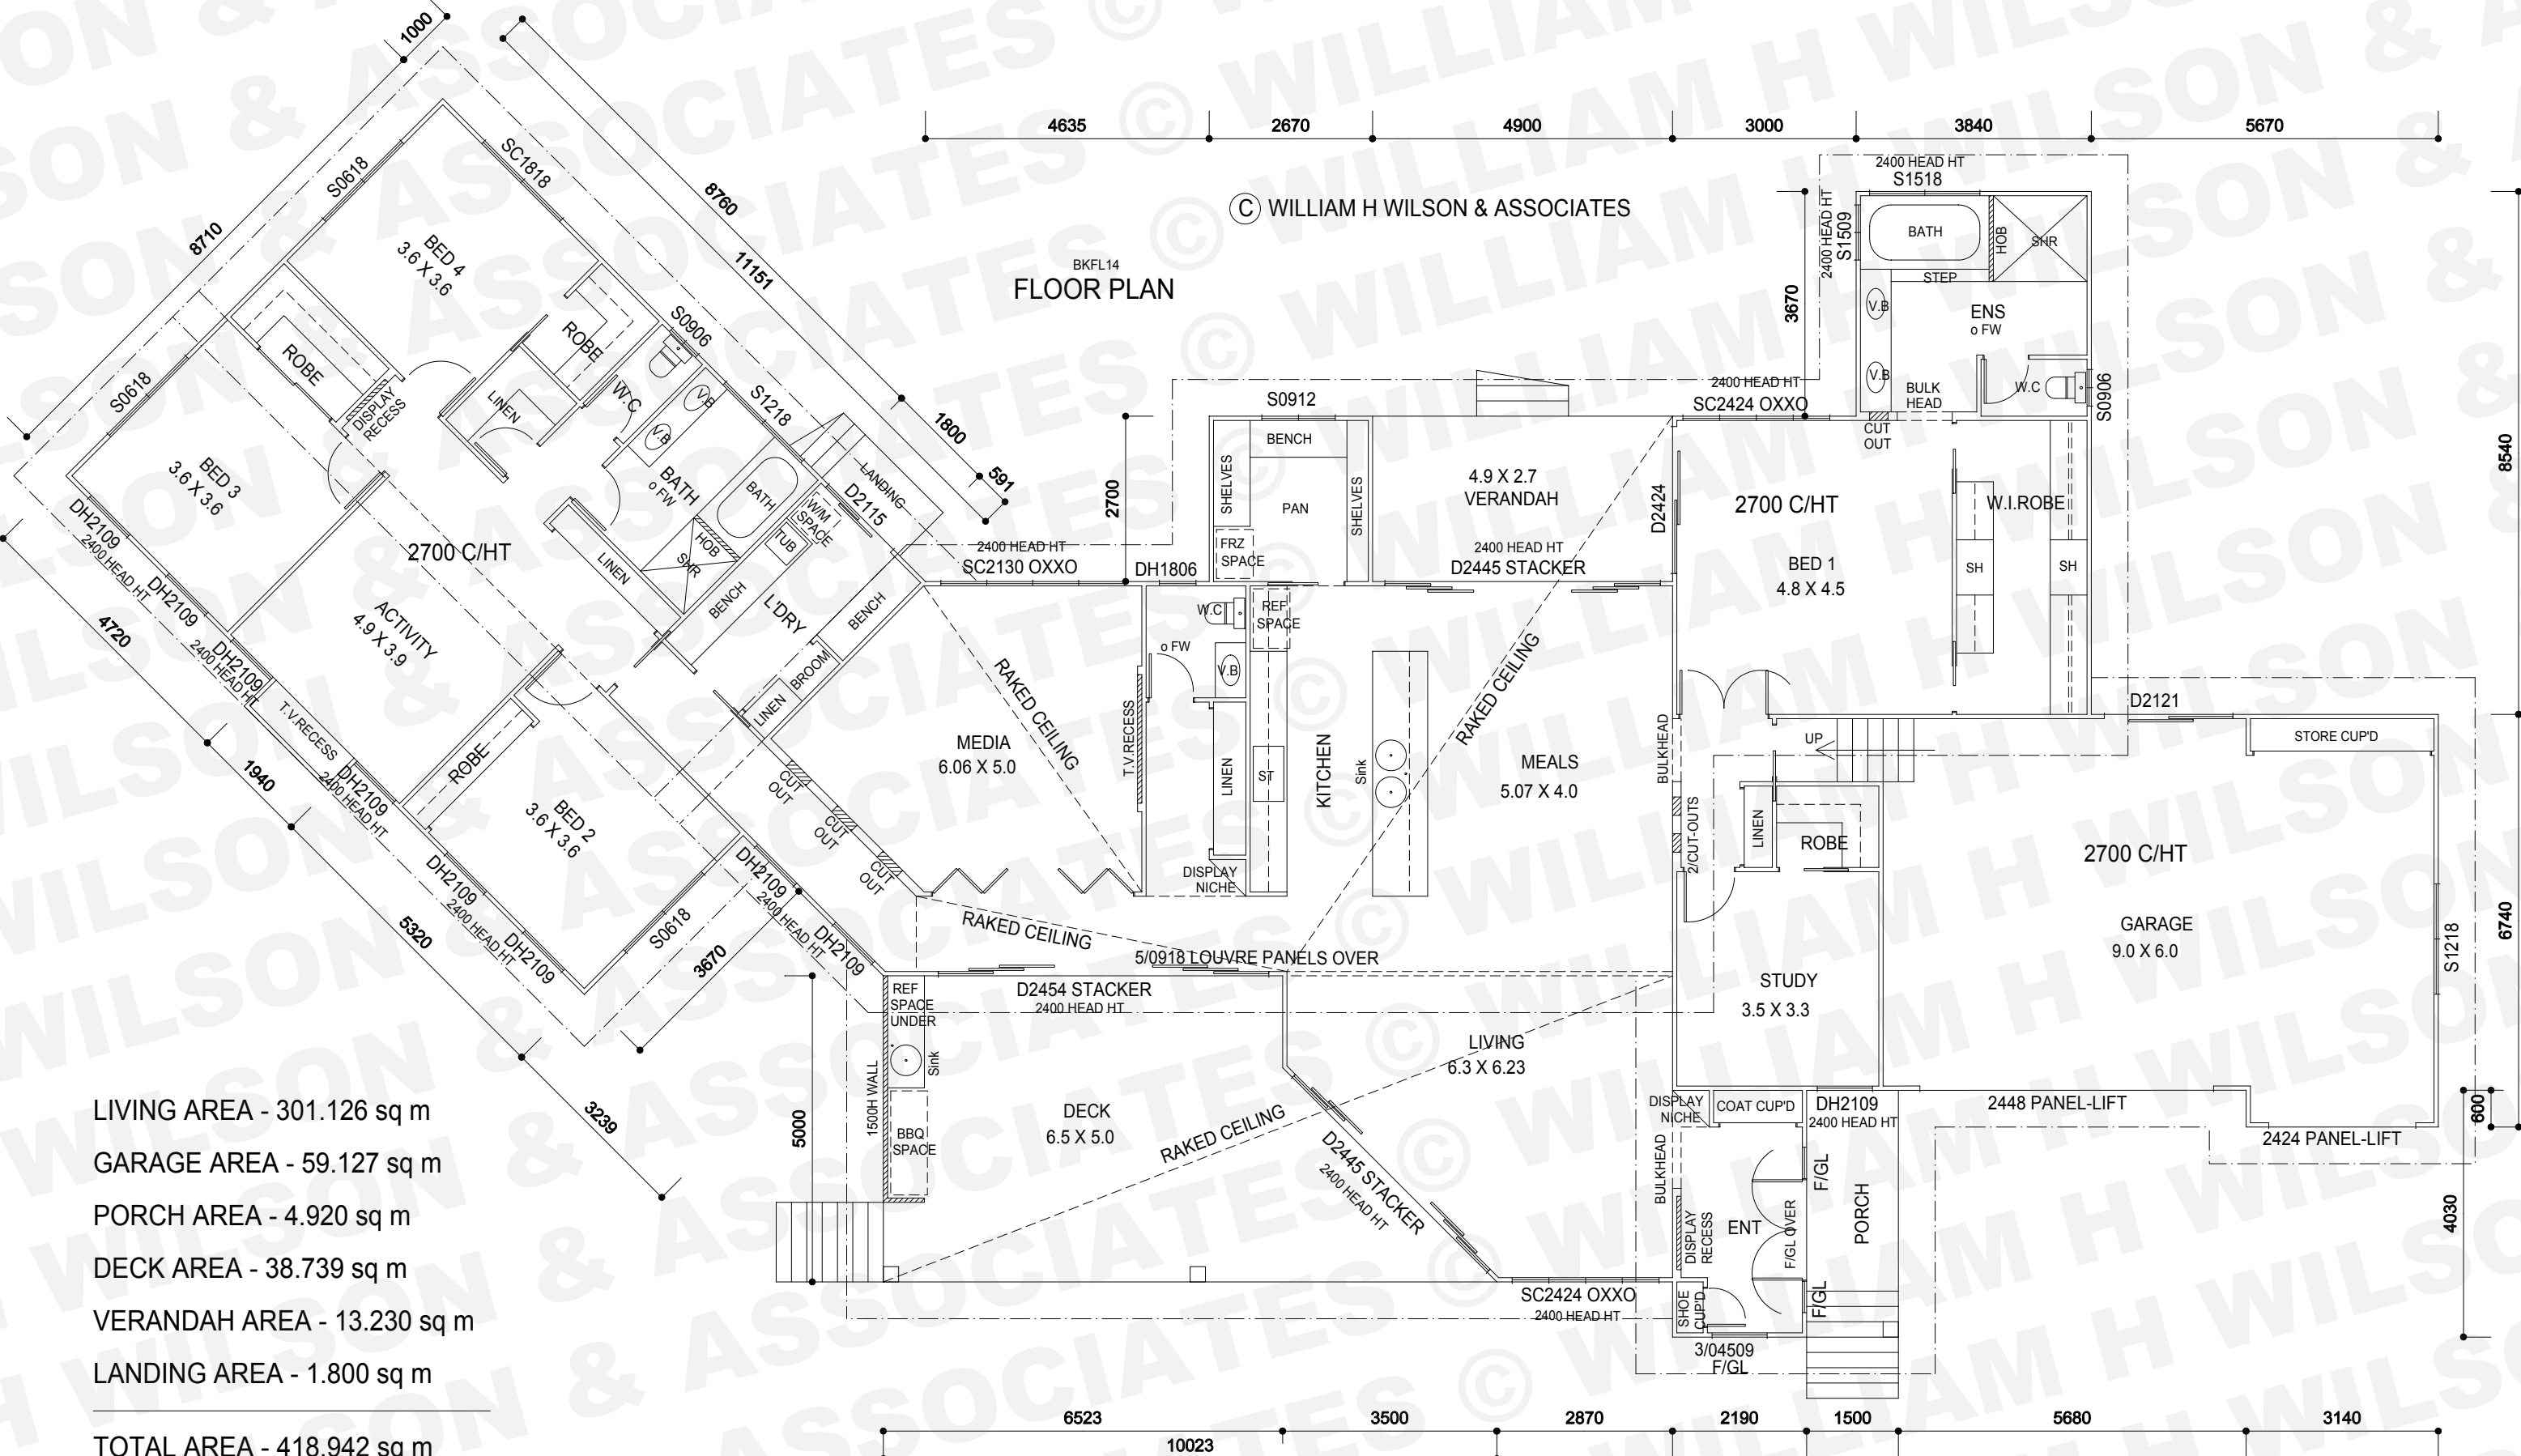 1000
8760
11151
8710
1800
591
S0618
SC1818
BED 4
3.6 X 3.6
ROBE
S0906
ROBE
S0618
DISPLAY
RECESS
LINEN
W.C
V.B
V.B
S1218
BED 3
3.6 X 3.6
BATH
o FW
BATH
LANDING
W/M
SPACE
D2115
TUB
HOB
SHR
DH2109
2400 HEAD HT
DH2109
2700 C/HT
LINEN
BENCH
L'DRY
BENCH
ACTIVITY
4.9 X 3.9
DH2109
2400 HEAD HT
T.V.RECESS
BROOM
LINEN
4720
1940
5320
3239
3670
DH2109
2400 HEAD HT
ROBE
BED 2
3.6 X 3.6
DH2109
2400 HEAD HT
DH2109
S0618
DH2109
2400 HEAD HT
DH2109
CUT
OUT
CUT
OUT
CUT
OUT
4635
2670
4900
3000
3840
5670
© WILLIAM H WILSON & ASSOCIATES
BKFL14
FLOOR PLAN
2400 HEAD HT
S1518
2400 HEAD HT
S1509
3670
BATH
HOB
SHR
STEP
V.B
V.B
ENS
o FW
BULK
HEAD
W.C
S0906
CUT
OUT
2400 HEAD HT
SC2424 OXXO
8540
S0912
BENCH
SHELVES
PAN
SHELVES
FRZ
SPACE
2700
4.9 X 2.7
VERANDAH
2400 HEAD HT
D2445 STACKER
D2424
2700 C/HT
BED 1
4.8 X 4.5
W.I.ROBE
SH
SH
2400 HEAD HT
SC2130 OXXO
DH1806
W.C
o FW
V.B
REF
SPACE
RAKED CEILING
MEDIA
6.06 X 5.0
T.V.RECESS
LINEN
ST
KITCHEN
Sink
RAKED CEILING
MEALS
5.07 X 4.0
BULKHEAD
2/CUT-OUTS
UP
D2121
STORE CUP'D
LINEN
ROBE
DISPLAY
NICHE
2700 C/HT
GARAGE
9.0 X 6.0
S1218
6740
RAKED CEILING
5/0918 LOUVRE PANELS OVER
D2454 STACKER
2400 HEAD HT
REF
SPACE
UNDER
Sink
1500H WALL
BBQ
SPACE
5000
DECK
6.5 X 5.0
RAKED CEILING
LIVING
6.3 X 6.23
D2445 STACKER
2400 HEAD HT
STUDY
3.5 X 3.3
DISPLAY
NICHE
COAT CUP'D
DH2109
2400 HEAD HT
2448 PANEL-LIFT
2424 PANEL-LIFT
600
4030
BULKHEAD
DISPLAY
RECESS
ENT
F/GL OVER
F/GL
F/GL
PORCH
SHOE
CUP'D
SC2424 OXXO
2400 HEAD HT
3/04509
F/GL
6523
3500
2870
2190
1500
5680
3140
10023
LIVING AREA - 301.126 sq m
GARAGE AREA - 59.127 sq m
PORCH AREA - 4.920 sq m
DECK AREA - 38.739 sq m
VERANDAH AREA - 13.230 sq m
LANDING AREA - 1.800 sq m
TOTAL AREA - 418.942 sq m
© WILLIAM H WILSON & ASSOCIATES